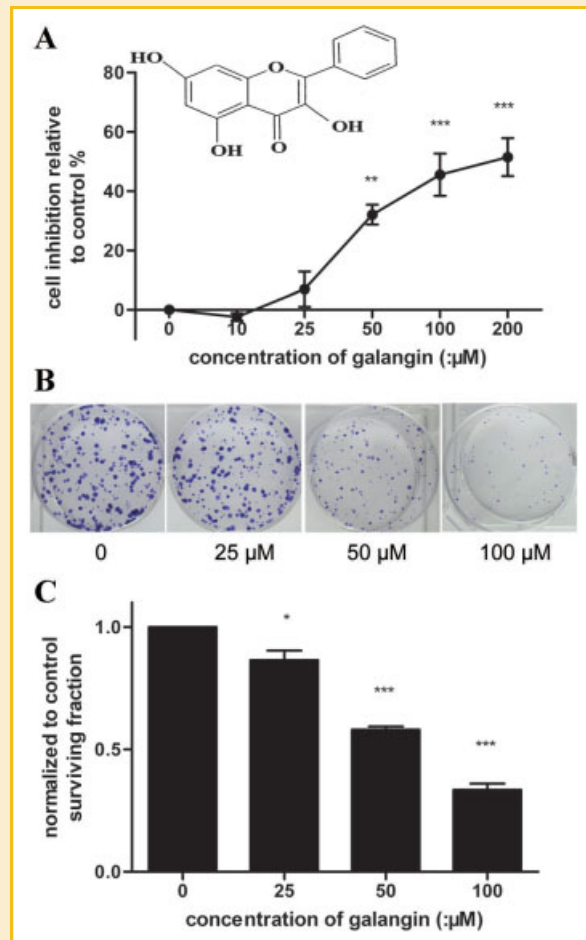 A
HO
O
OH
OH
O
cell inhibition relative
to control %
80
60
40
20
0
**
***
***
0 10 25 50 100 200
concentration of galangin (:µM)
B
0 25 µM 50 µM 100 µM
C
normalized to control
surviving fraction
1.0
0.5
0.0
*
***
***
0 25 50 100
concentration of galangin (:µM)